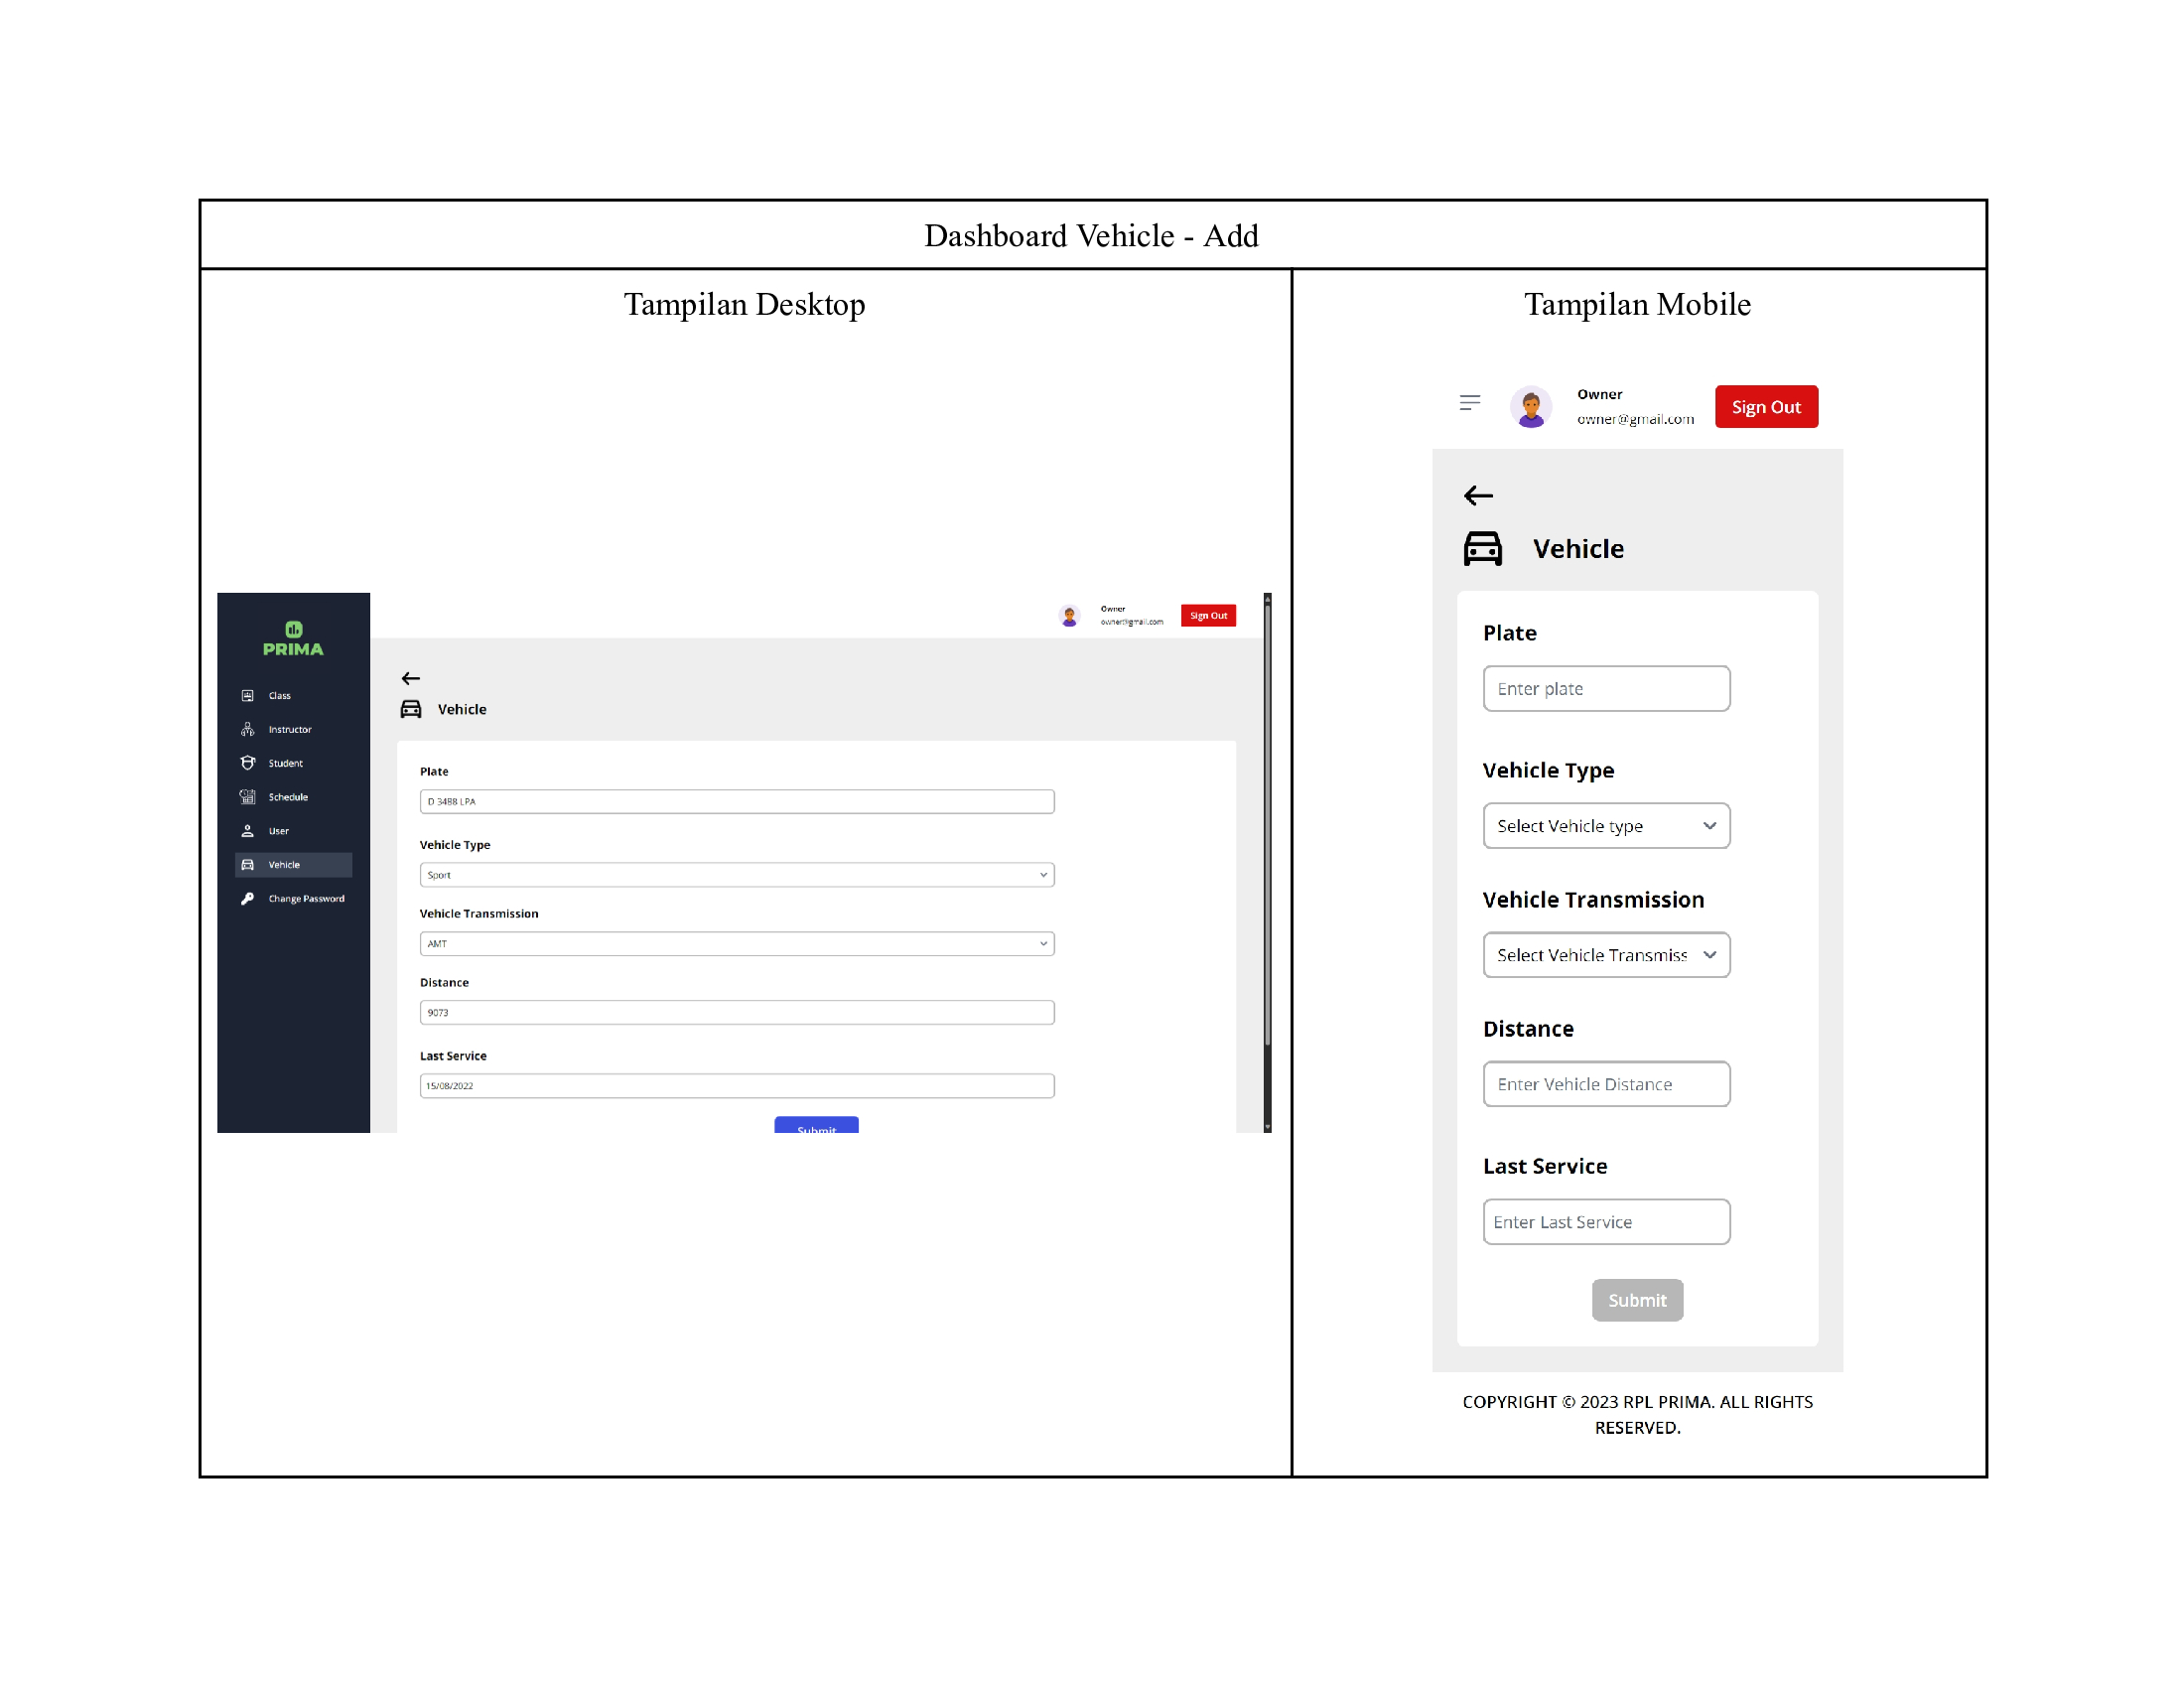 Dashboard Vehicle - Add
Tampilan Desktop
PRIMA
Class
Instructor
Student
Schedule
User
Vehicle
Change Password
Owner
owner@gmail.com
Sign Out
Vehicle
Plate
D 3488 LPA
Vehicle Type
Sport
Vehicle Transmission
AMT
Distance
9073
Last Service
15/08/2022
Submit
Tampilan Mobile
Owner
owner@gmail.com
Sign Out
Vehicle
Plate
Enter plate
Vehicle Type
Select Vehicle type
Vehicle Transmission
Select Vehicle Transmiss
Distance
Enter Vehicle Distance
Last Service
Enter Last Service
Submit
COPYRIGHT © 2023 RPL PRIMA. ALL RIGHTS
RESERVED.